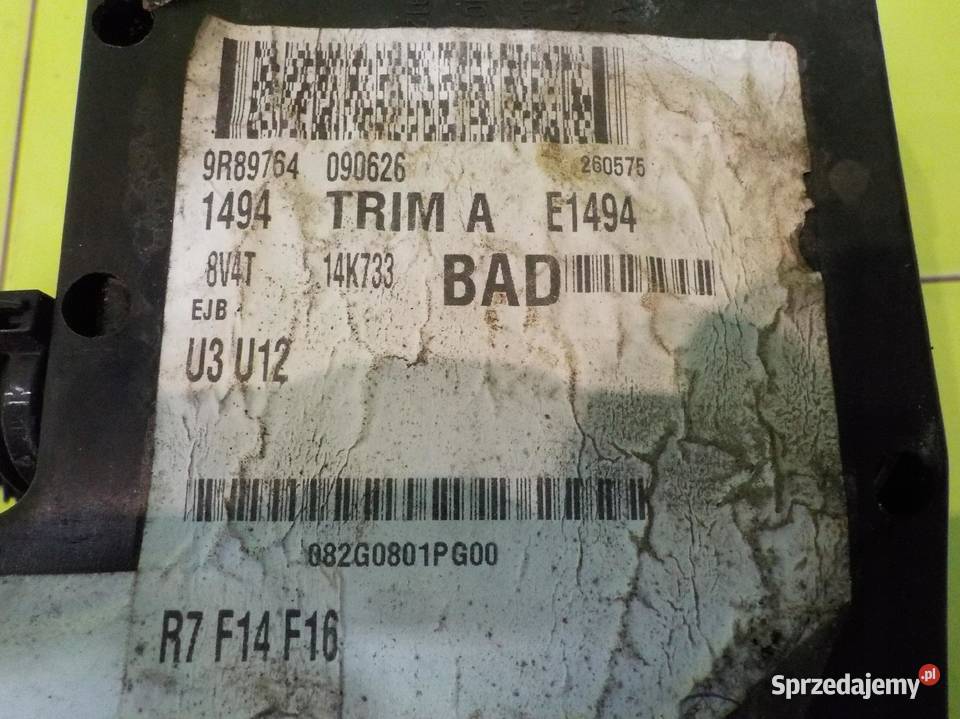 9R89764 090626 260575
1494 TRIM A E1494
8V4T 14K733 BAD
EJB
U3 U12
082G0801PG00
R7 F14 F16
Sprzedajemy.pl